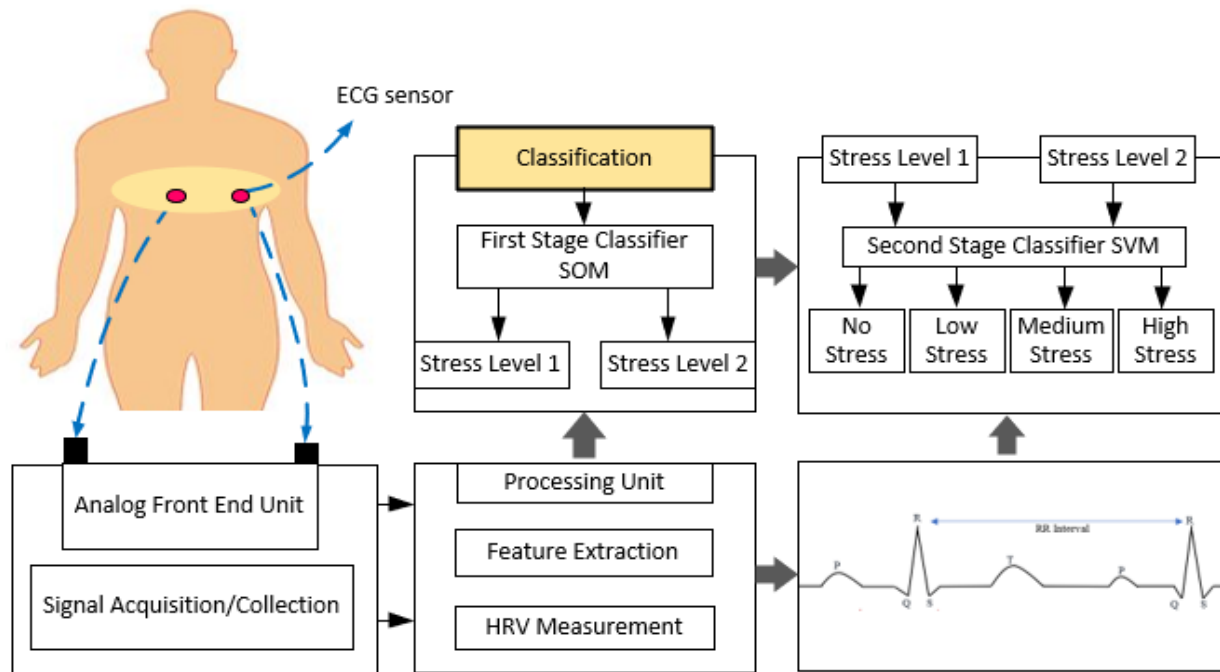 ECG sensor
Classification
First Stage Classifier
SOM
Stress Level 1
Stress Level 2
Stress Level 1
Stress Level 2
Second Stage Classifier SVM
No
Stress
Low
Stress
Medium
Stress
High
Stress
Analog Front End Unit
Signal Acquisition/Collection
Processing Unit
Feature Extraction
HRV Measurement
R
R
RR Interval
P
T
P
Q
S
Q
S